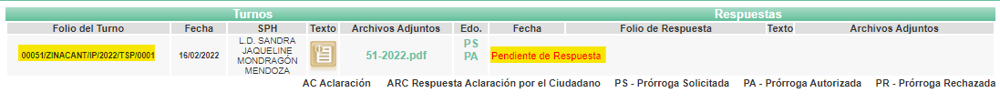 Turnos Respuestas
Folio del Turno Fecha SPH Texto Archivos Adjuntos Edo. Fecha Folio de Respuesta Texto Archivos Adjuntos
00051/ZINACANT/IP/2022/TSP/0001 16/02/2022 L.D. SANDRA JAQUELINE MONDRAGÓN MENDOZA 51-2022.pdf PS PA Pendiente de Respuesta
AC Aclaración ARC Respuesta Aclaración por el Ciudadano PS - Prórroga Solicitada PA - Prórroga Autorizada PR - Prórroga Rechazada